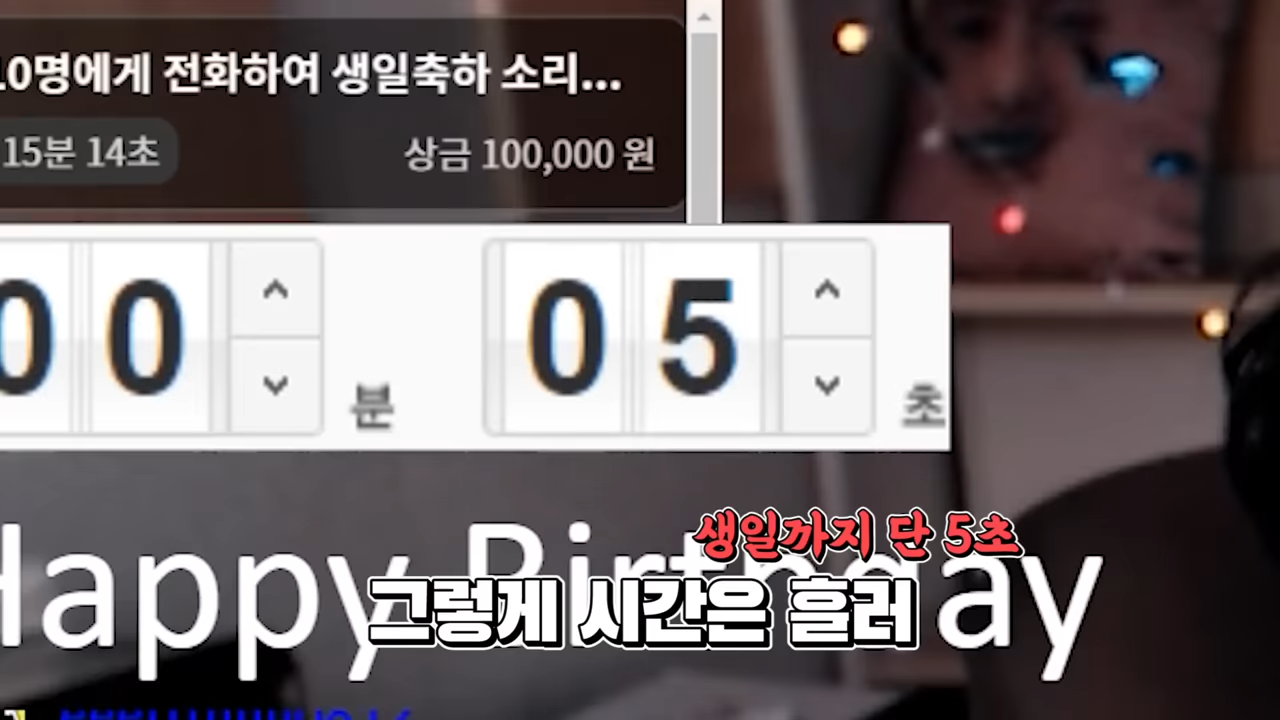 10명에게 전화하여 생일축하 소리...
15분 14초
상금 100,000 원
00 분 05 초
생일까지 단 5초
Happy Birthday
그렇게 시간은 흘러